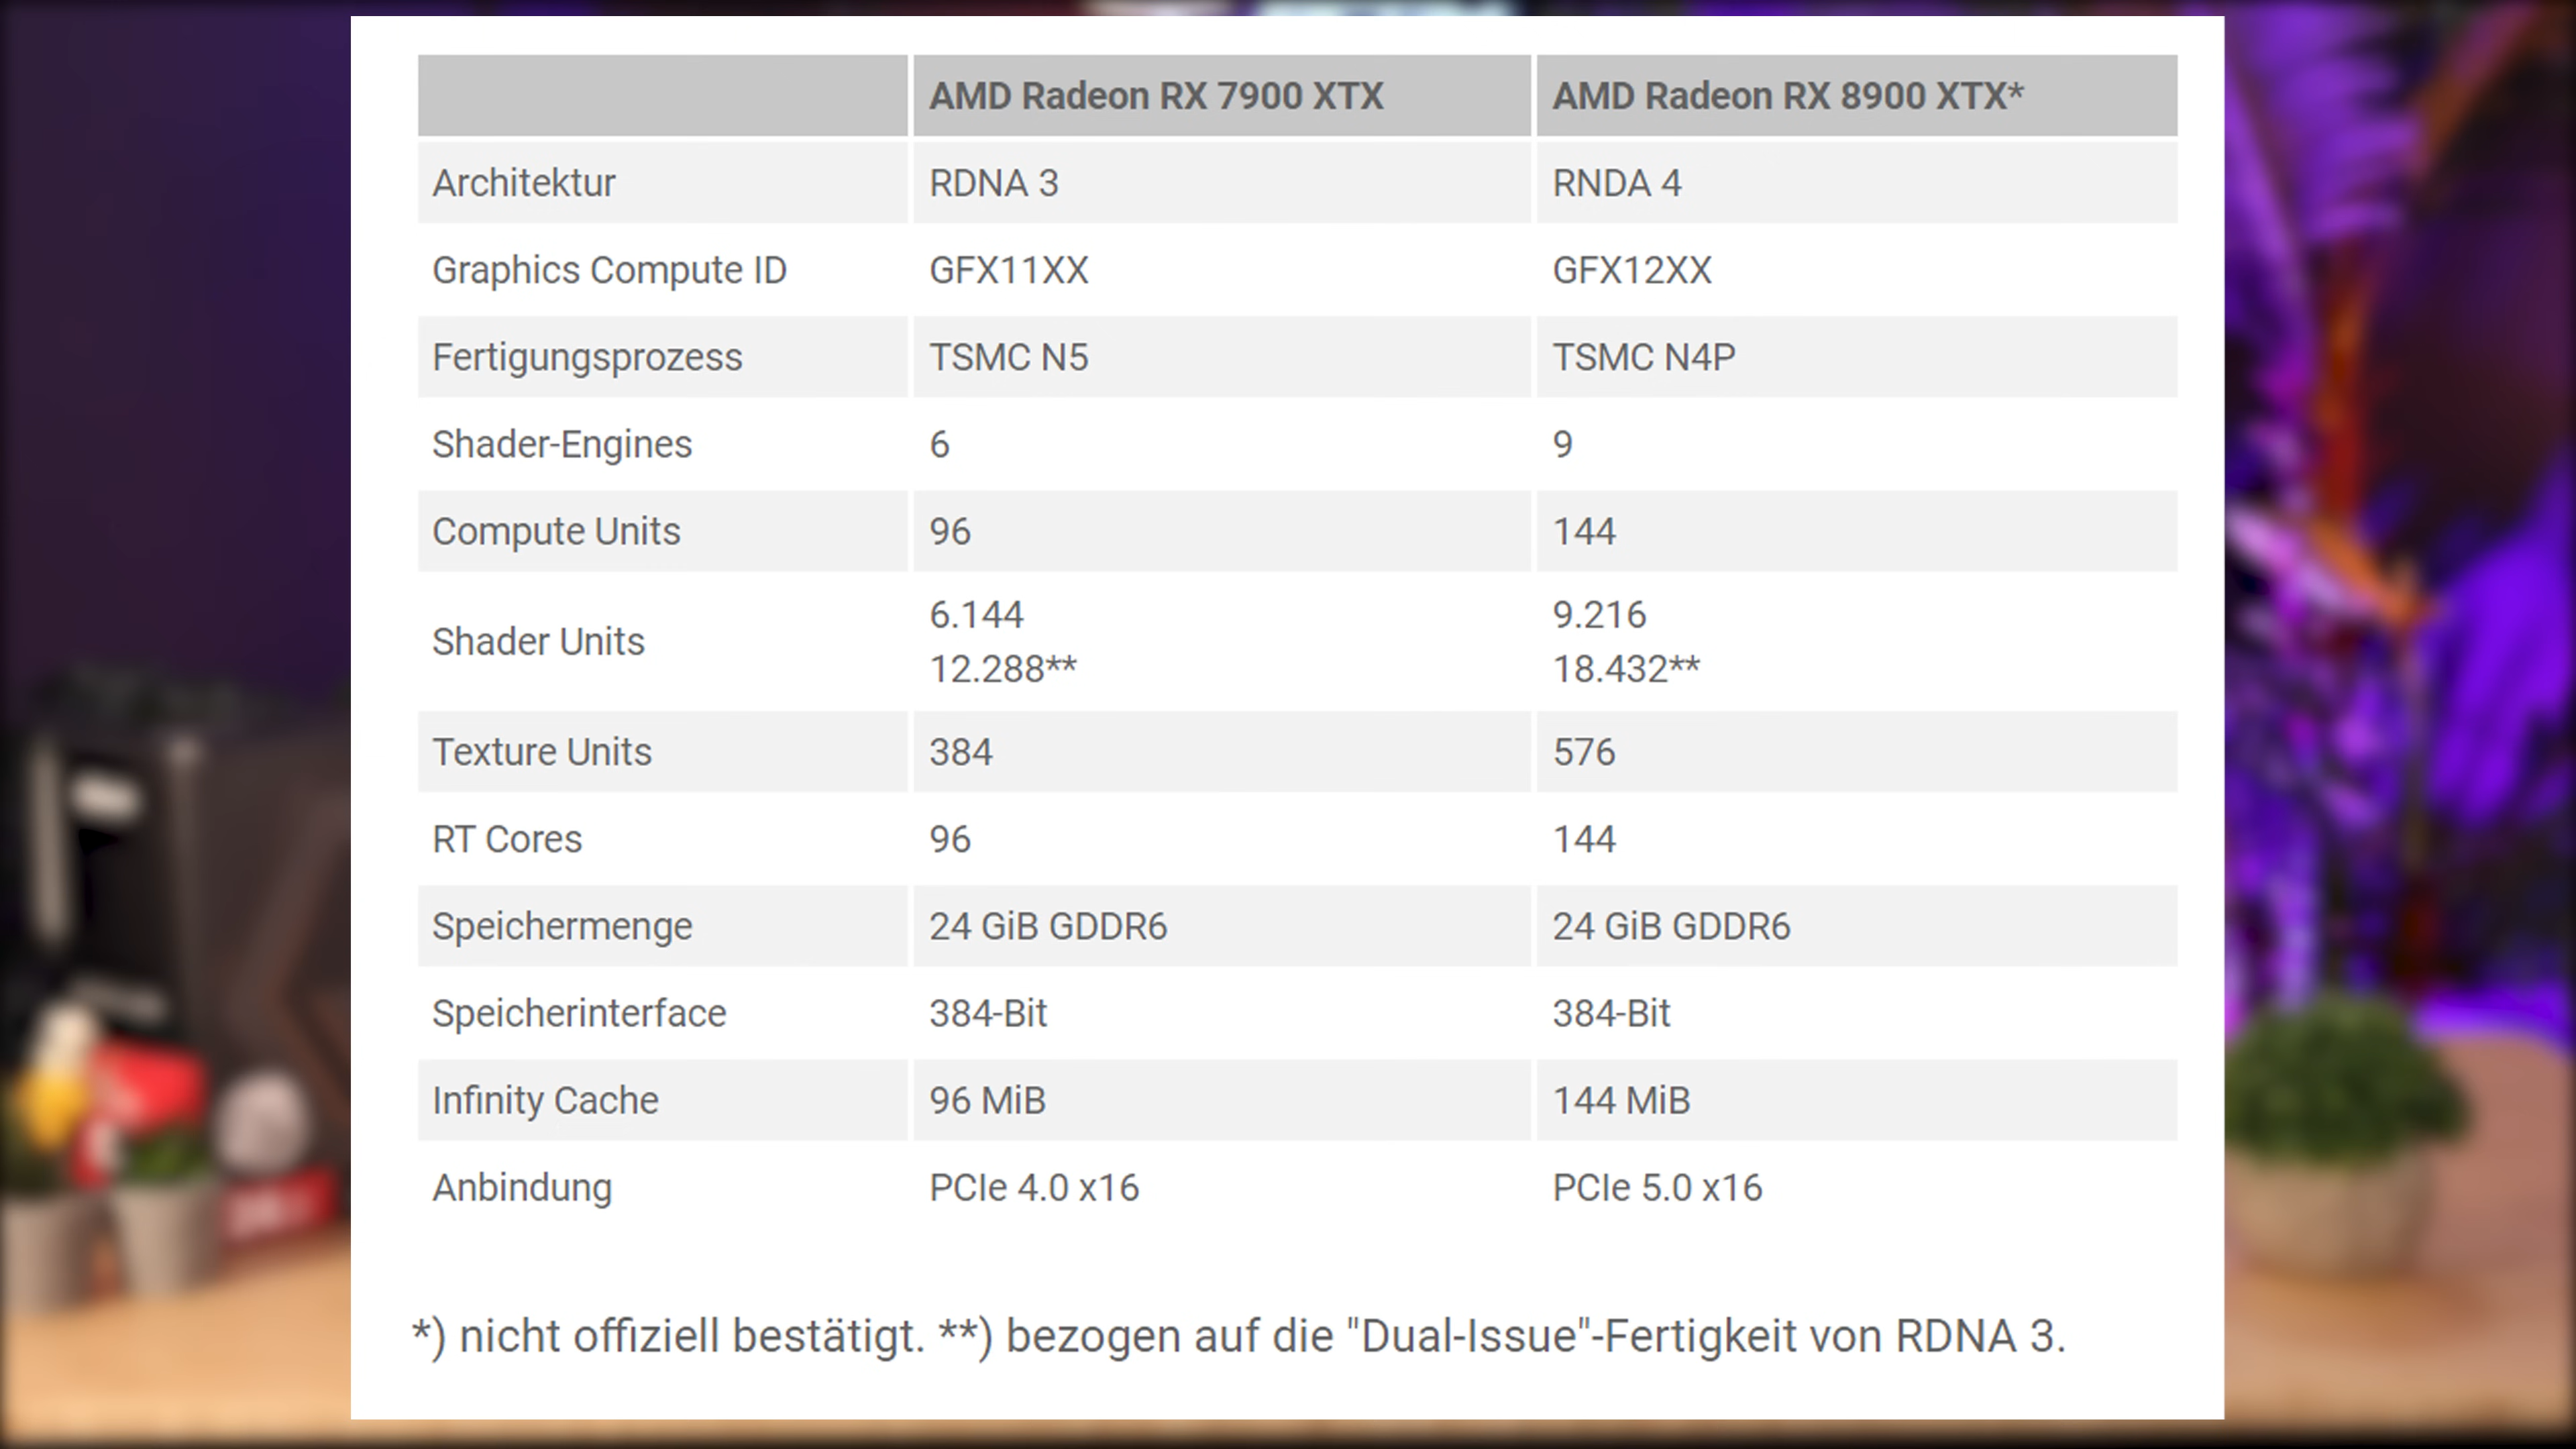 AMD Radeon RX 7900 XTX AMD Radeon RX 8900 XTX*
Architektur RDNA 3 RNDA 4
Graphics Compute ID GFX11XX GFX12XX
Fertigungsprozess TSMC N5 TSMC N4P
Shader-Engines 6 9
Compute Units 96 144
Shader Units 6.144 12.288** 9.216 18.432**
Texture Units 384 576
RT Cores 96 144
Speichermenge 24 GiB GDDR6 24 GiB GDDR6
Speicherinterface 384-Bit 384-Bit
Infinity Cache 96 MiB 144 MiB
Anbindung PCIe 4.0 x16 PCIe 5.0 x16
*) nicht offiziell bestätigt. **) bezogen auf die "Dual-Issue"-Fertigkeit von RDNA 3.